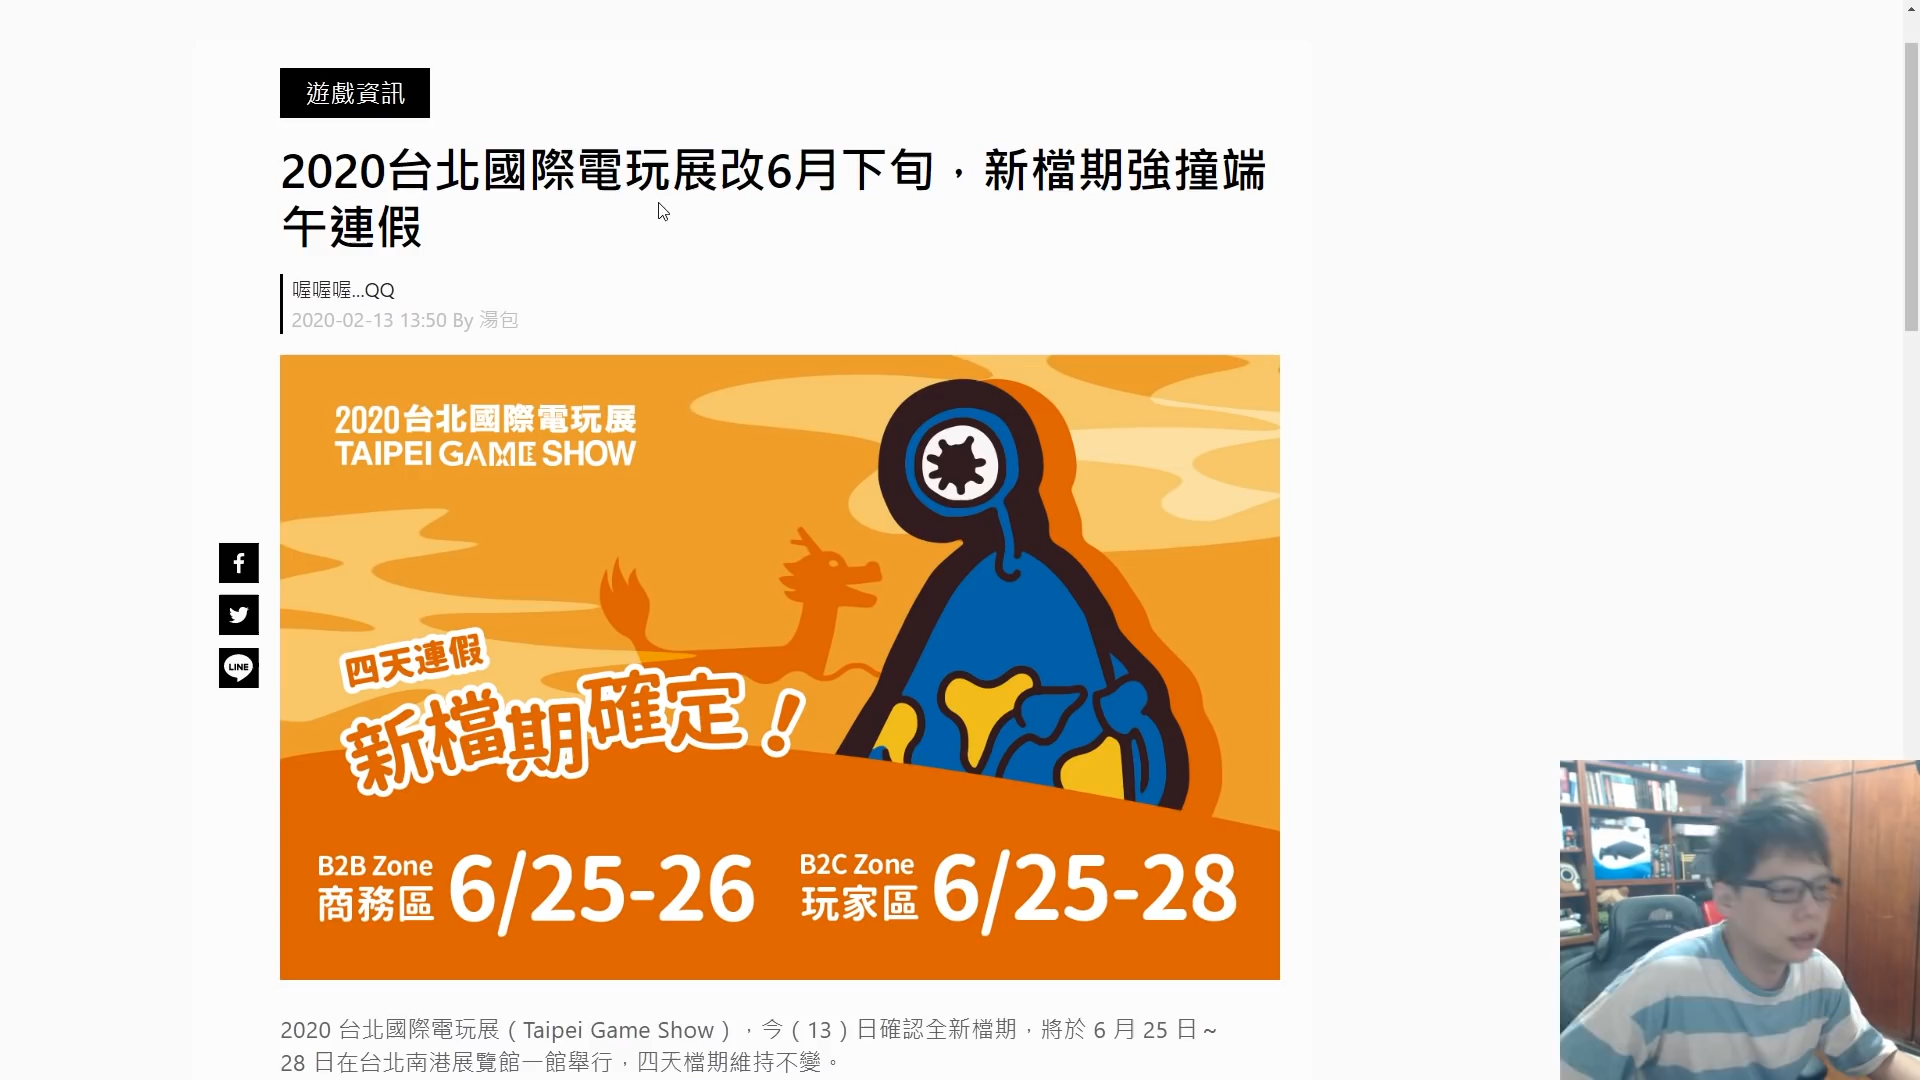 遊戲資訊
2020台北國際電玩展改6月下旬，新檔期強撞端
午連假
喔喔喔...QQ
2020-02-13 13:50 By 湯包
2020台北國際電玩展
TAIPEI GAME SHOW
四天連假
新檔期確定！
B2B Zone
商務區 6/25-26
B2C Zone
玩家區 6/25-28
LINE
2020 台北國際電玩展（Taipei Game Show），今（13）日確認全新檔期，將於 6 月 25 日～
28 日在台北南港展覽館一館舉行，四天檔期維持不變。